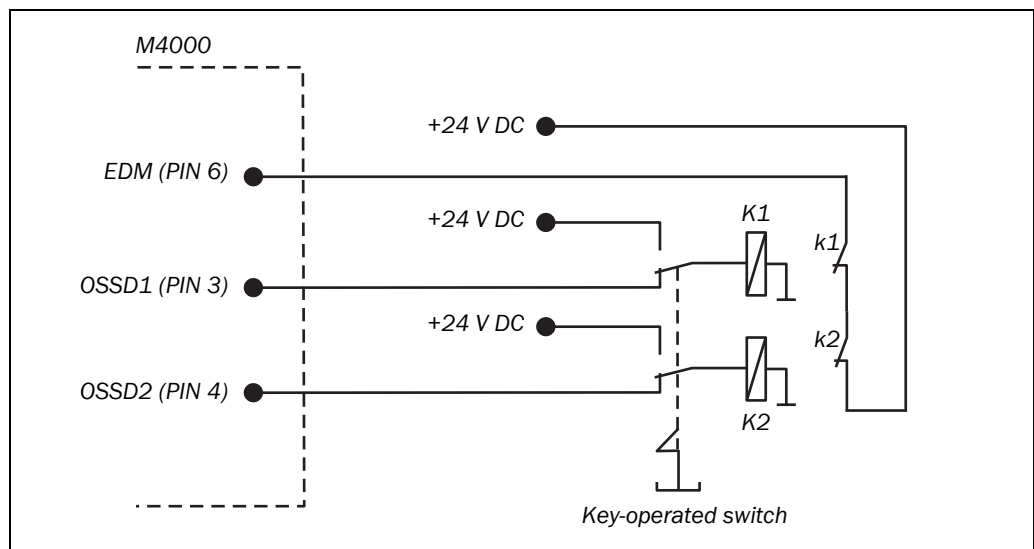 M4000
+24 V DC
EDM (PIN 6)
+24 V DC
K1
k1
OSSD1 (PIN 3)
+24 V DC
k2
OSSD2 (PIN 4)
K2
Key-operated switch